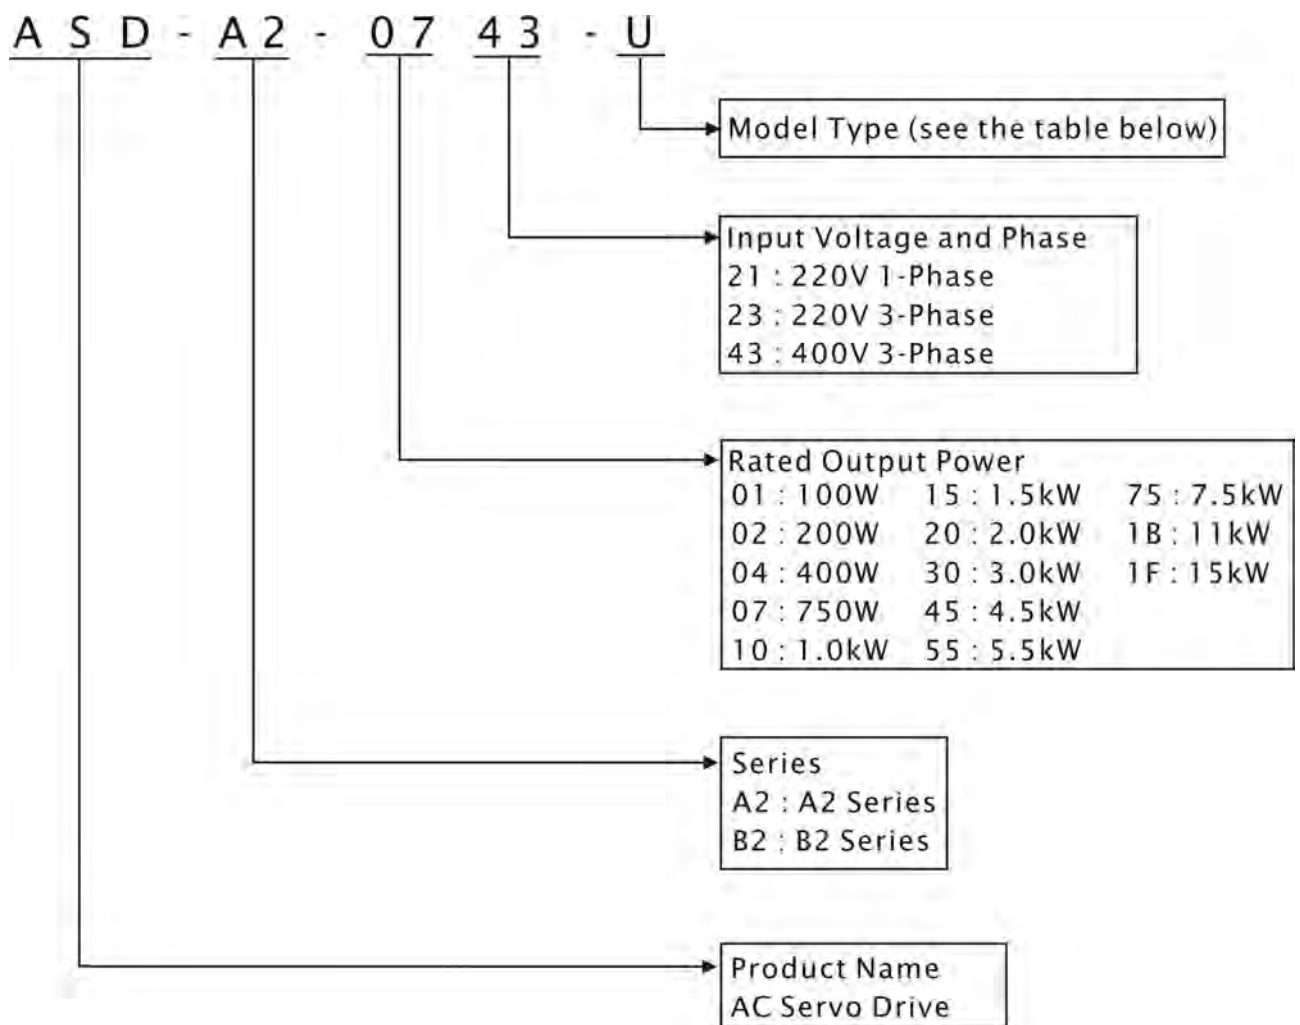 ASD-A2-0743-U
Model Type (see the table below)
Input Voltage and Phase
21 : 220V 1-Phase
23 : 220V 3-Phase
43 : 400V 3-Phase
Rated Output Power
01 : 100W 15 : 1.5kW 75 : 7.5kW
02 : 200W 20 : 2.0kW 1B : 11kW
04 : 400W 30 : 3.0kW 1F : 15kW
07 : 750W 45 : 4.5kW
10 : 1.0kW 55 : 5.5kW
Series
A2 : A2 Series
B2 : B2 Series
Product Name
AC Servo Drive